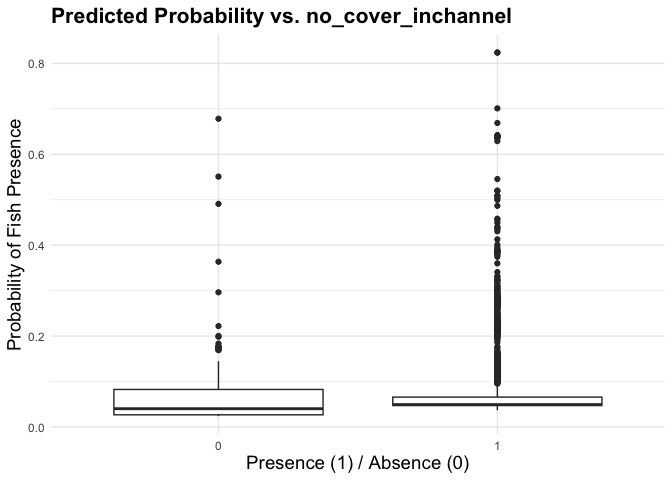 Predicted Probability vs. no_cover_inchannel
Probability of Fish Presence
0.8
0.6
0.4
0.2
0.0
0
1
Presence (1) / Absence (0)